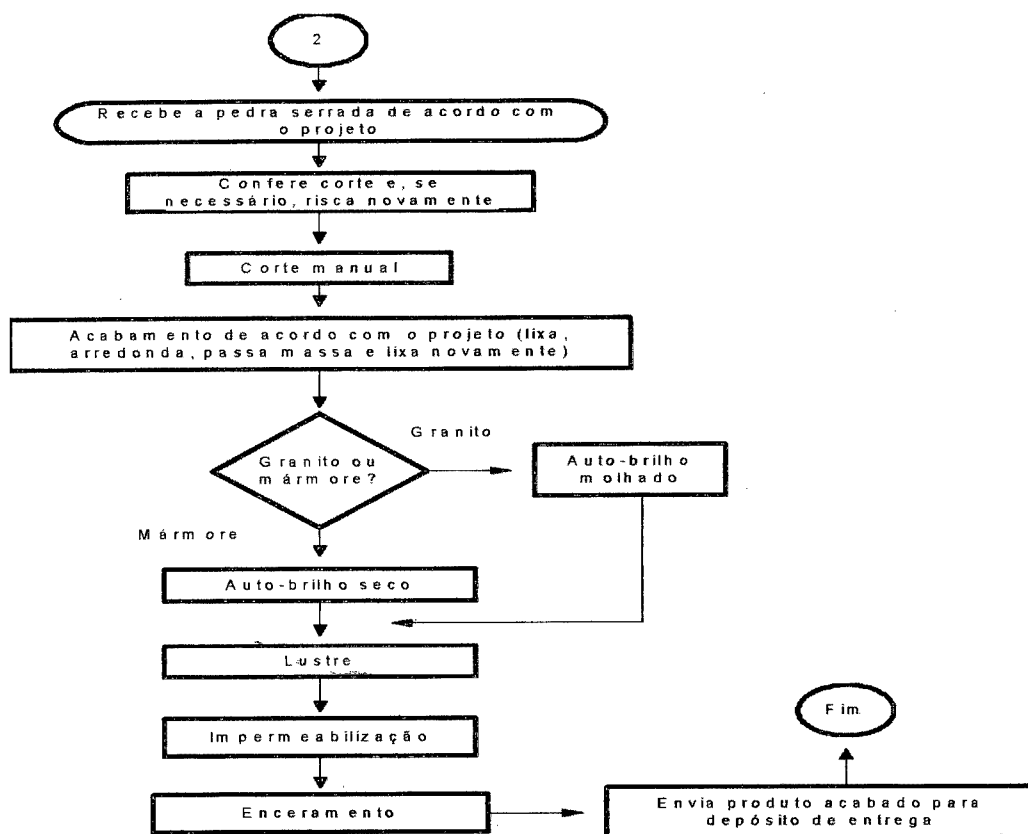 2
Recebe a pedra serrada de acordo com
o projeto
Confere corte e, se
necessário, risca novamente
Corte manual
Acabamento de acordo com o projeto (lixa,
arredonda, passa massa e lixa novamente)
Granito ou
mármore?
Granito
Auto-brilho
molhado
Mármore
Auto-brilho seco
Lustre
Impermeabilização
Enceramento
Envia produto acabado para
depósito de entrega
Fim